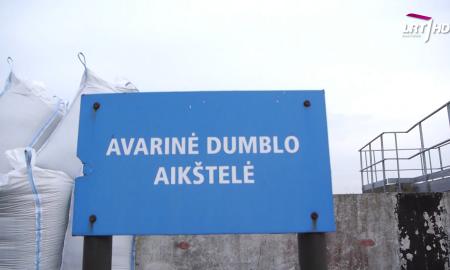 LRT HD
AVARINĖ DUMBLO
AIKŠTELĖ